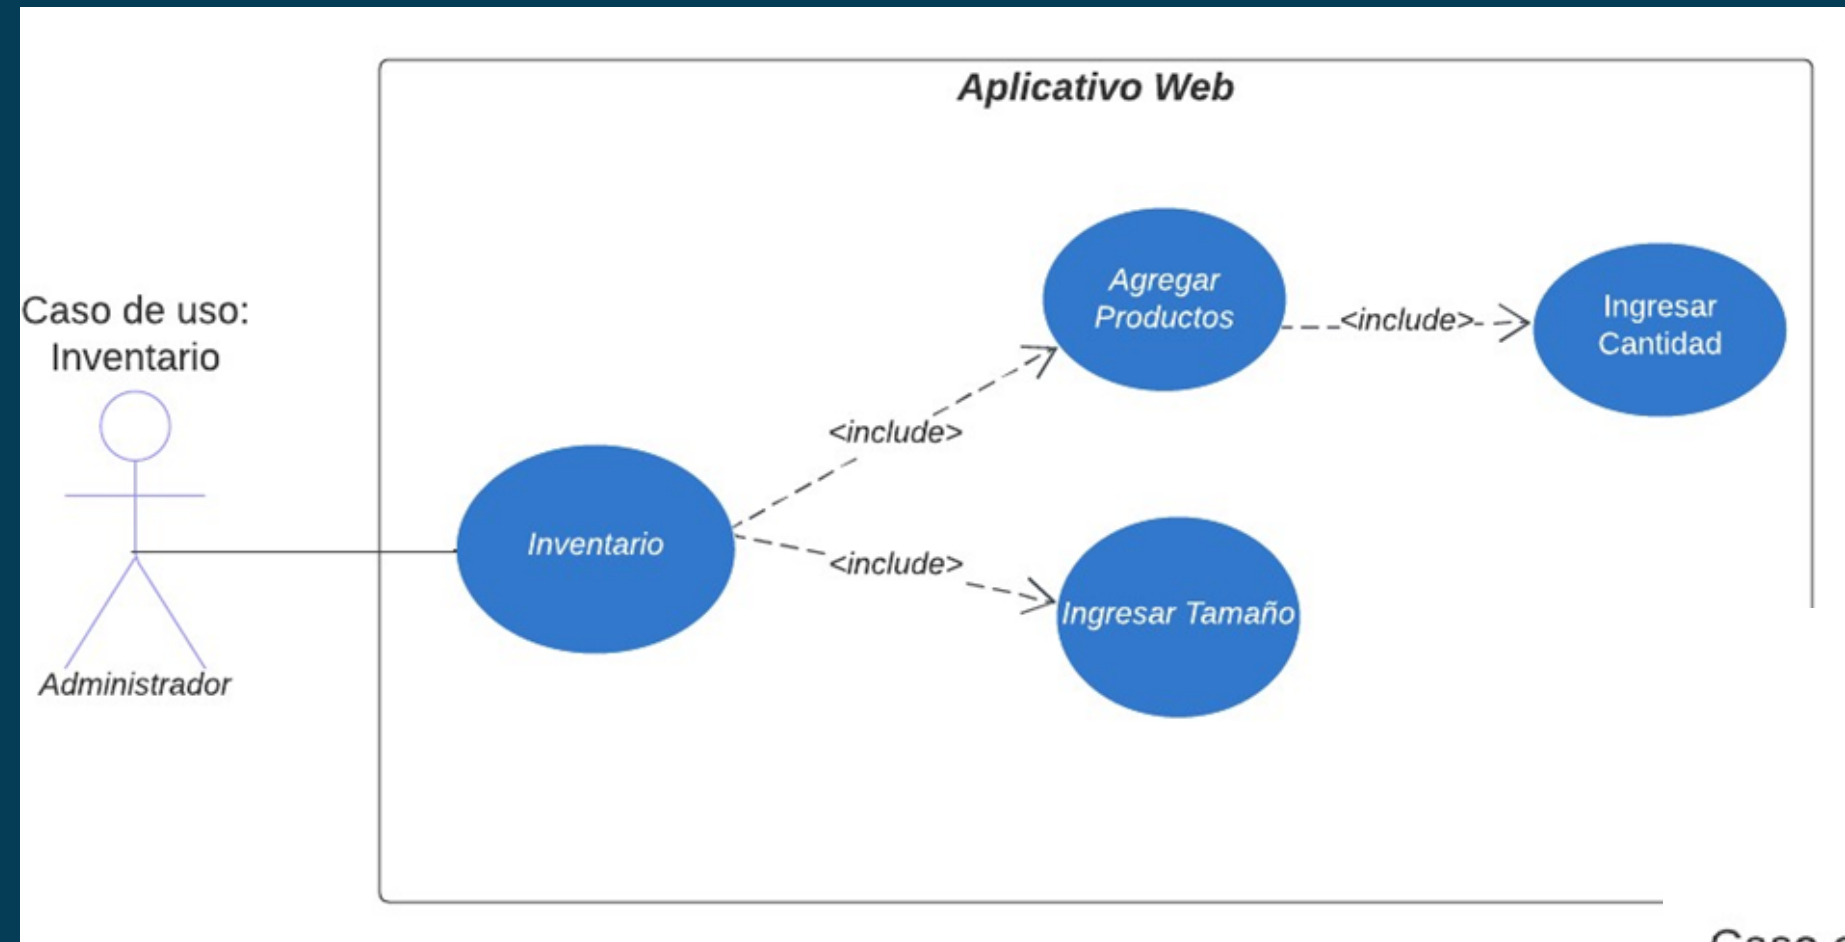 Aplicativo Web
Caso de uso:
Inventario
Administrador
Inventario
<include>
<include>
Agregar
Productos
<include>
Ingresar
Cantidad
Ingresar Tamaño